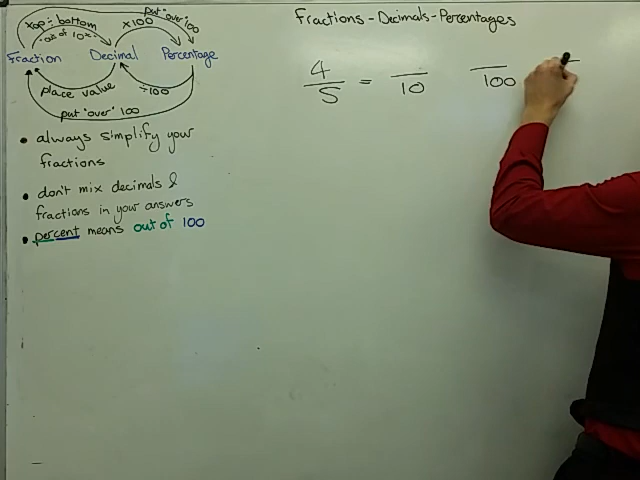 Fractions - Decimals - Percentages
put "over" 100
top ÷ bottom
"out of 10^x"
×100
Fraction Decimal Percentage
place value
÷100
put "over" 100
• always simplify your
fractions
• don't mix decimals &
fractions in your answers
• percent means out of 100
4/5 = /10 /100